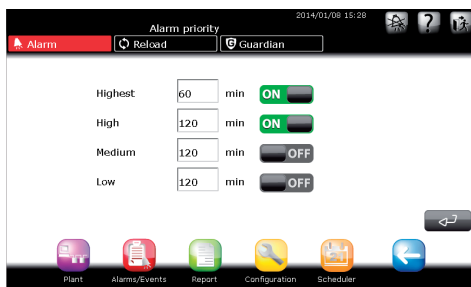 2014/01/08 15:28
Alarm priority
?
Alarm Reload Guardian
Highest 60 min ON
High 120 min ON
Medium 120 min OFF
Low 120 min OFF
Plant Alarms/Events Report Configuration Scheduler